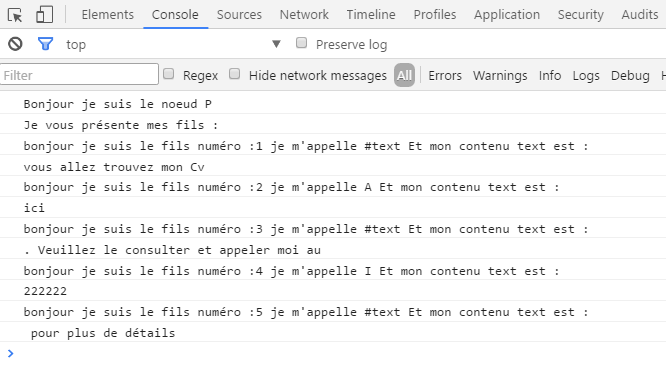 Elements Console Sources Network Timeline Profiles Application Security Audits
top Preserve log
Filter Regex Hide network messages All Errors Warnings Info Logs Debug
Bonjour je suis le noeud P
Je vous présente mes fils :
bonjour je suis le fils numéro :1 je m'appelle #text Et mon contenu text est :
vous allez trouvez mon Cv
bonjour je suis le fils numéro :2 je m'appelle A Et mon contenu text est :
ici
bonjour je suis le fils numéro :3 je m'appelle #text Et mon contenu text est :
. Veuillez le consulter et appeler moi au
bonjour je suis le fils numéro :4 je m'appelle I Et mon contenu text est :
222222
bonjour je suis le fils numéro :5 je m'appelle #text Et mon contenu text est :
pour plus de détails